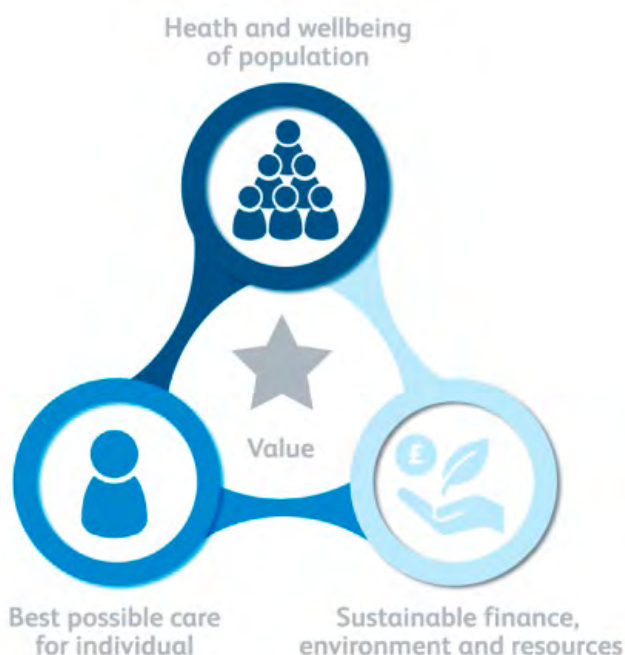 Heath and wellbeing
of population
Value
£
Best possible care
for individual
Sustainable finance,
environment and resources